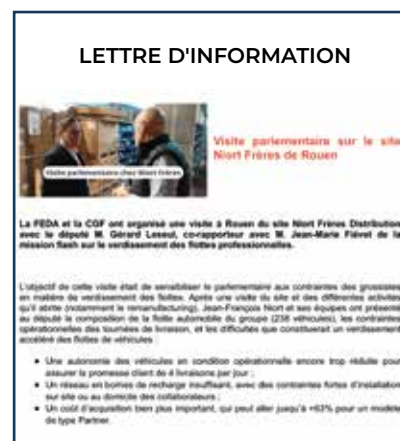 LETTRE D'INFORMATION
Visite parlementaire chez Niort Frères
Visite parlementaire sur le site
Niort Frères de Rouen
La FEDA et la CGF ont organisé une visite à Rouen du site Niort Frères Distribution
avec le député M. Gérard Leseul, co-rapporteur avec M. Jean-Marie Fiévet de la
mission flash sur le verdissement des flottes professionnelles.
L'objectif de cette visite était de sensibiliser le parlementaire aux contraintes des grossistes
en matière de verdissement des flottes. Après une visite du site et des différentes activités
qu'il abrite (notamment le remanufacturing), Jean-François Niort et ses équipes ont présenté
au député la composition de la flotte automobile du groupe (238 véhicules), les contraintes
opérationnelles des tournées de livraison, et les difficultés que constituerait un verdissement
accéléré des flottes de véhicules :
• Une autonomie des véhicules en condition opérationnelle encore trop réduite pour
assurer la promesse client de 4 livraisons par jour ;
• Un réseau en bornes de recharge insuffisant, avec des contraintes fortes d'installation
sur site ou au domicile des collaborateurs ;
• Un coût d'acquisition bien plus important, qui peut aller jusqu'à +63% pour un modèle
de type Partner.